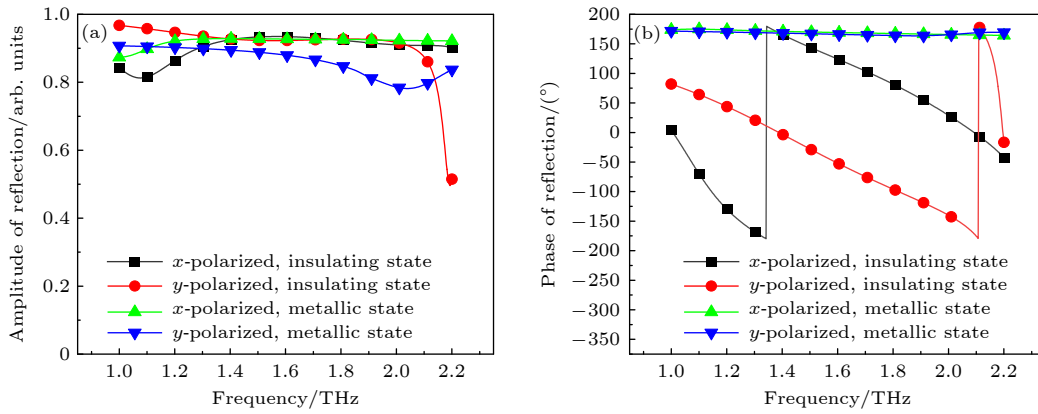 (a)
Amplitude of reflection/arb. units
1.0
0.8
0.6
0.4
0.2
0
x-polarized, insulating state
y-polarized, insulating state
x-polarized, metallic state
y-polarized, metallic state
1.0 1.2 1.4 1.6 1.8 2.0 2.2
Frequency/THz
(b)
Phase of reflection/(°)
200
150
100
50
0
−50
−100
−150
−200
−250
−300
−350
x-polarized, insulating state
y-polarized, insulating state
x-polarized, metallic state
y-polarized, metallic state
1.0 1.2 1.4 1.6 1.8 2.0 2.2
Frequency/THz